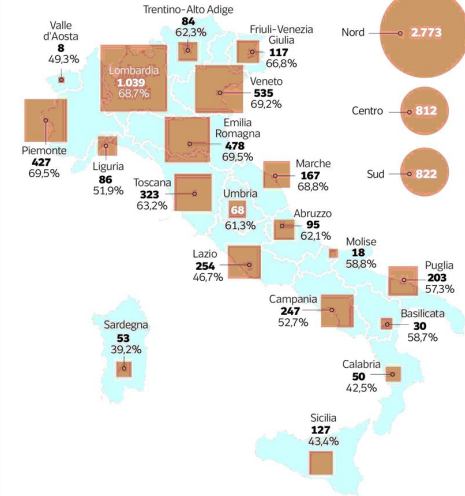 Trentino-Alto Adige
84
62,3%
Valle
d'Aosta
8
49,3%
Friuli-Venezia
Giulia
117
66,8%
Nord
2.773
Lombardia
1.039
68,7%
Veneto
535
69,2%
Centro
812
Piemonte
427
69,5%
Liguria
86
51,9%
Emilia
Romagna
478
69,5%
Marche
167
68,8%
Sud
822
Toscana
323
63,2%
Umbria
68
61,3%
Abruzzo
95
62,1%
Molise
18
58,8%
Lazio
254
46,7%
Puglia
203
57,3%
Campania
247
52,7%
Basilicata
30
58,7%
Sardegna
53
39,2%
Calabria
50
42,5%
Sicilia
127
43,4%